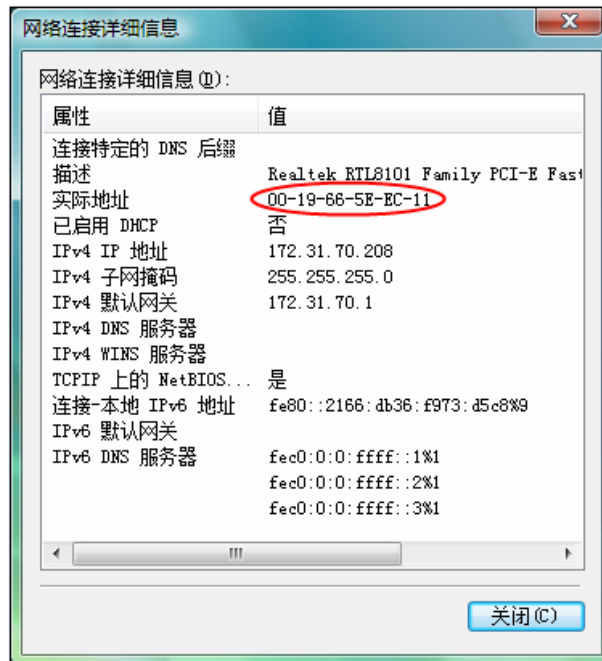 网络连接详细信息
网络连接详细信息(D):
属性 值
连接特定的 DNS 后缀
描述 Realtek RTL8101 Family PCI-E Fast
实际地址 00-19-66-5E-EC-11
已启用 DHCP 否
IPv4 IP 地址 172.31.70.208
IPv4 子网掩码 255.255.255.0
IPv4 默认网关 172.31.70.1
IPv4 DNS 服务器
IPv4 WINS 服务器
TCPIP 上的 NetBIOS... 是
连接-本地 IPv6 地址 fe80::2166:db36:f973:d5c8%9
IPv6 默认网关
IPv6 DNS 服务器 fec0:0:0:ffff::1%1
fec0:0:0:ffff::2%1
fec0:0:0:ffff::3%1
关闭(C)